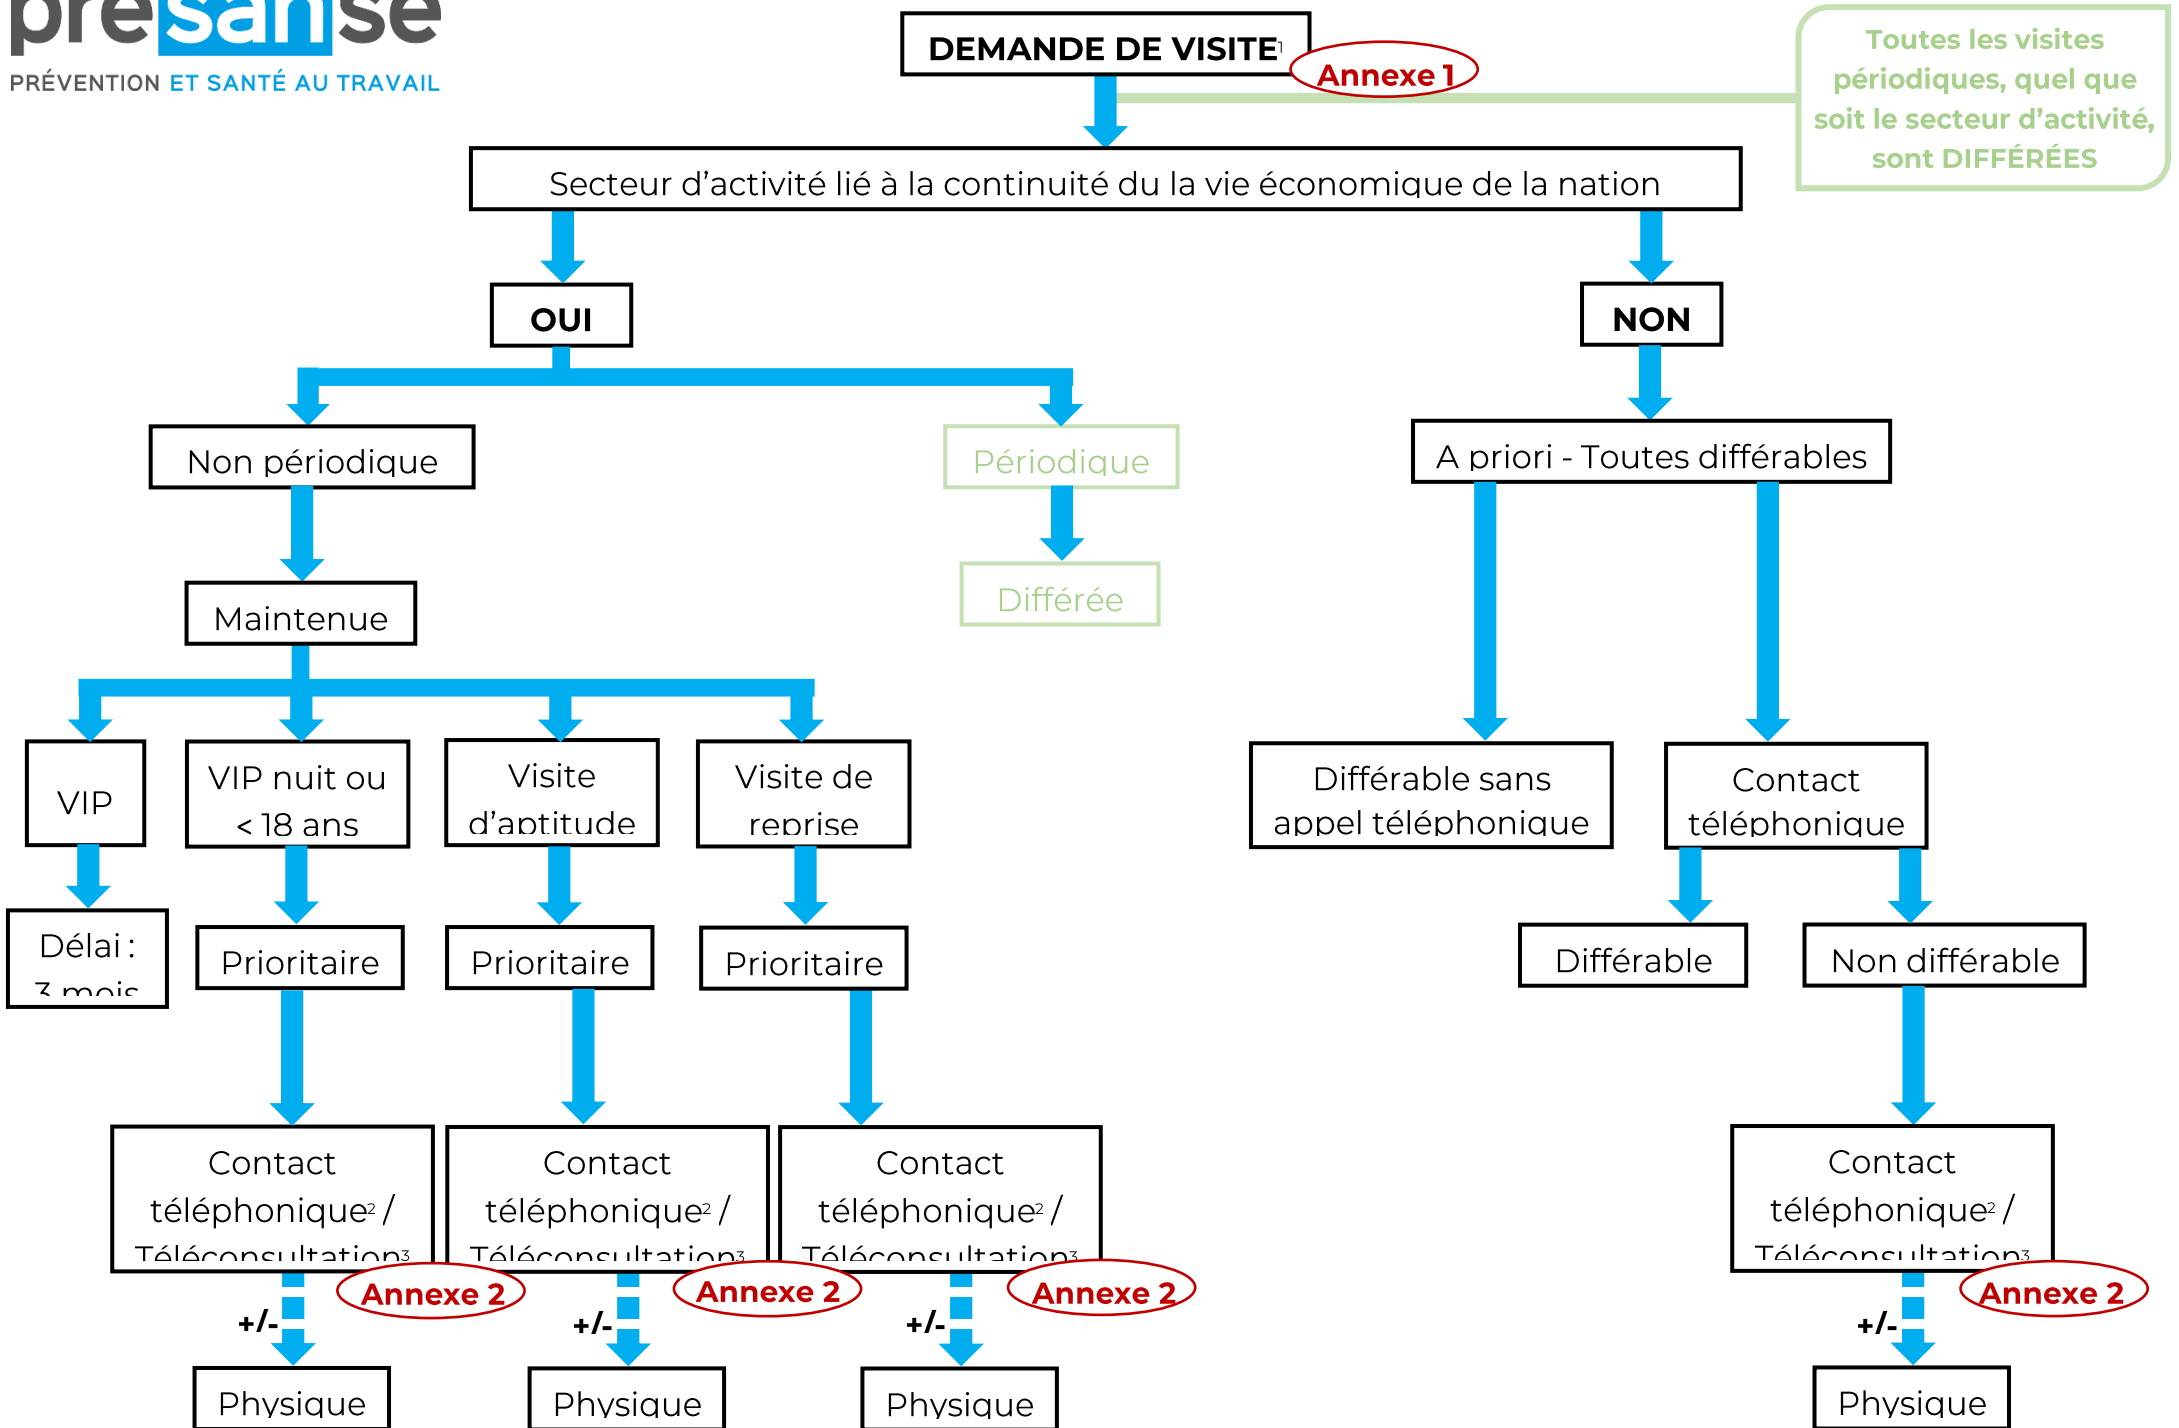 présanse
PRÉVENTION ET SANTÉ AU TRAVAIL
DEMANDE DE VISITE¹
Annexe 1
Toutes les visites
périodiques, quel que
soit le secteur d’activité,
sont DIFFÉRÉES
Secteur d’activité lié à la continuité du la vie économique de la nation
OUI
NON
Non périodique
Périodique
A priori - Toutes différables
Maintenue
Différée
VIP
VIP nuit ou
< 18 ans
Visite
d’aptitude
Visite de
reprise
Différable sans
appel téléphonique
Contact
téléphonique
Délai :
3 mois
Prioritaire
Prioritaire
Prioritaire
Différable
Non différable
Contact
téléphonique² /
Téléconsultation³
Annexe 2
Contact
téléphonique² /
Téléconsultation³
Annexe 2
Contact
téléphonique² /
Téléconsultation³
Annexe 2
Contact
téléphonique² /
Téléconsultation³
Annexe 2
+/-
+/-
+/-
+/-
Physique
Physique
Physique
Physique